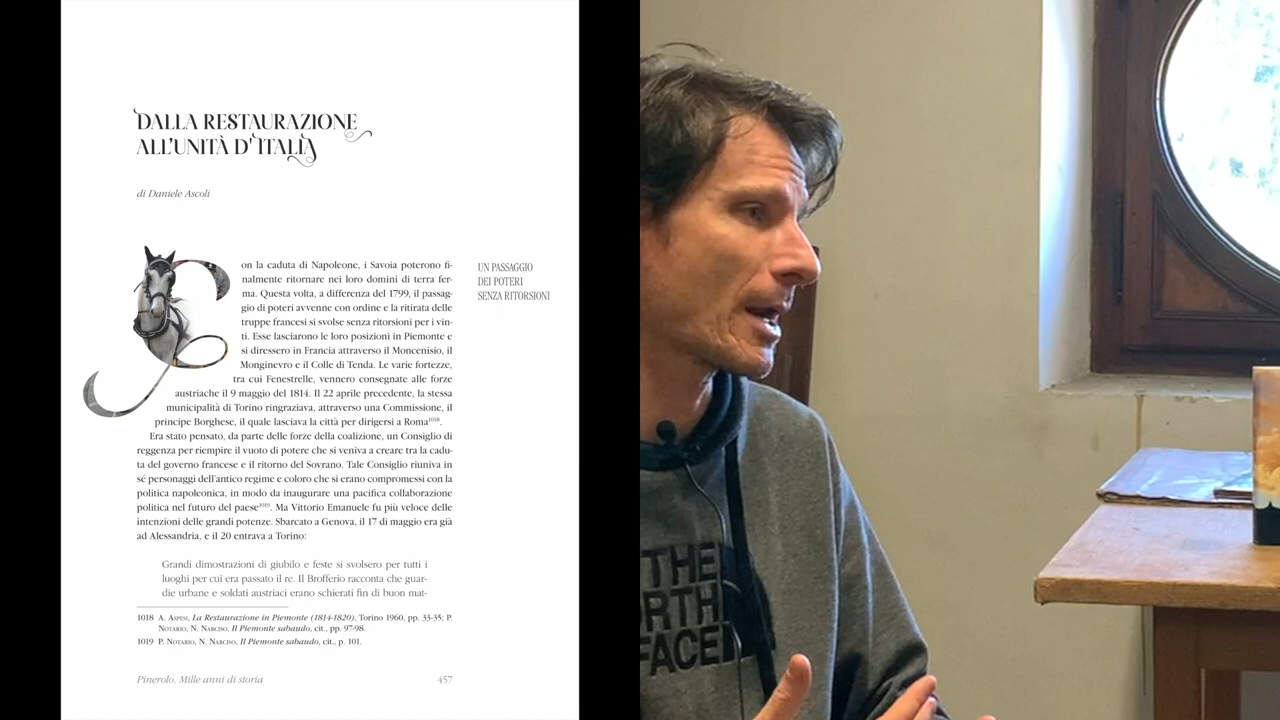 DALLA RESTAURAZIONE
ALL'UNITÀ D'ITALIA
di Daniele Ascoli
Con la caduta di Napoleone, i Savoia poterono fi-
nalmente ritornare nei loro domini di terra fer-
ma. Questa volta, a differenza del 1799, il passag-
gio di poteri avvenne con ordine e la ritirata delle
truppe francesi si svolse senza ritorsioni per i vin-
ti. Esse lasciarono le loro posizioni in Piemonte e
si diressero in Francia attraverso il Moncenisio, il
Monginevro e il Colle di Tenda. Le varie fortezze,
tra cui Fenestrelle, vennero consegnate alle forze
austriache il 9 maggio del 1814. Il 22 aprile precedente, la stessa
municipalità di Torino ringraziava, attraverso una Commissione, il
principe Borghese, il quale lasciava la città per dirigersi a Roma1018.
Era stato pensato, da parte delle forze della coalizione, un Consiglio di
reggenza per riempire il vuoto di potere che si veniva a creare tra la cadu-
ta del governo francese e il ritorno del Sovrano. Tale Consiglio riuniva in
sé personaggi dell'antico regime e coloro che si erano compromessi con la
politica napoleonica, in modo da inaugurare una pacifica collaborazione
politica nel futuro del paese1019. Ma Vittorio Emanuele fu più veloce delle
intenzioni delle grandi potenze. Sbarcato a Genova, il 17 di maggio era già
ad Alessandria, e il 20 entrava a Torino:
Grandi dimostrazioni di giubilo e feste si svolsero per tutti i
luoghi per cui era passato il re. Il Brofferio racconta che guar-
die urbane e soldati austriaci erano schierati fin di buon mat-
1018 A. Aspesi, La Restaurazione in Piemonte (1814-1820), Torino 1960, pp. 33-35; P.
Notario, N. Narciso, Il Piemonte sabaudo, cit., pp. 97-98.
1019 P. Notario, N. Narciso, Il Piemonte sabaudo, cit., p. 101.
Pinerolo. Mille anni di storia 457
UN PASSAGGIO
DEI POTERI
SENZA RITORSIONI
THE
NORTH
FACE